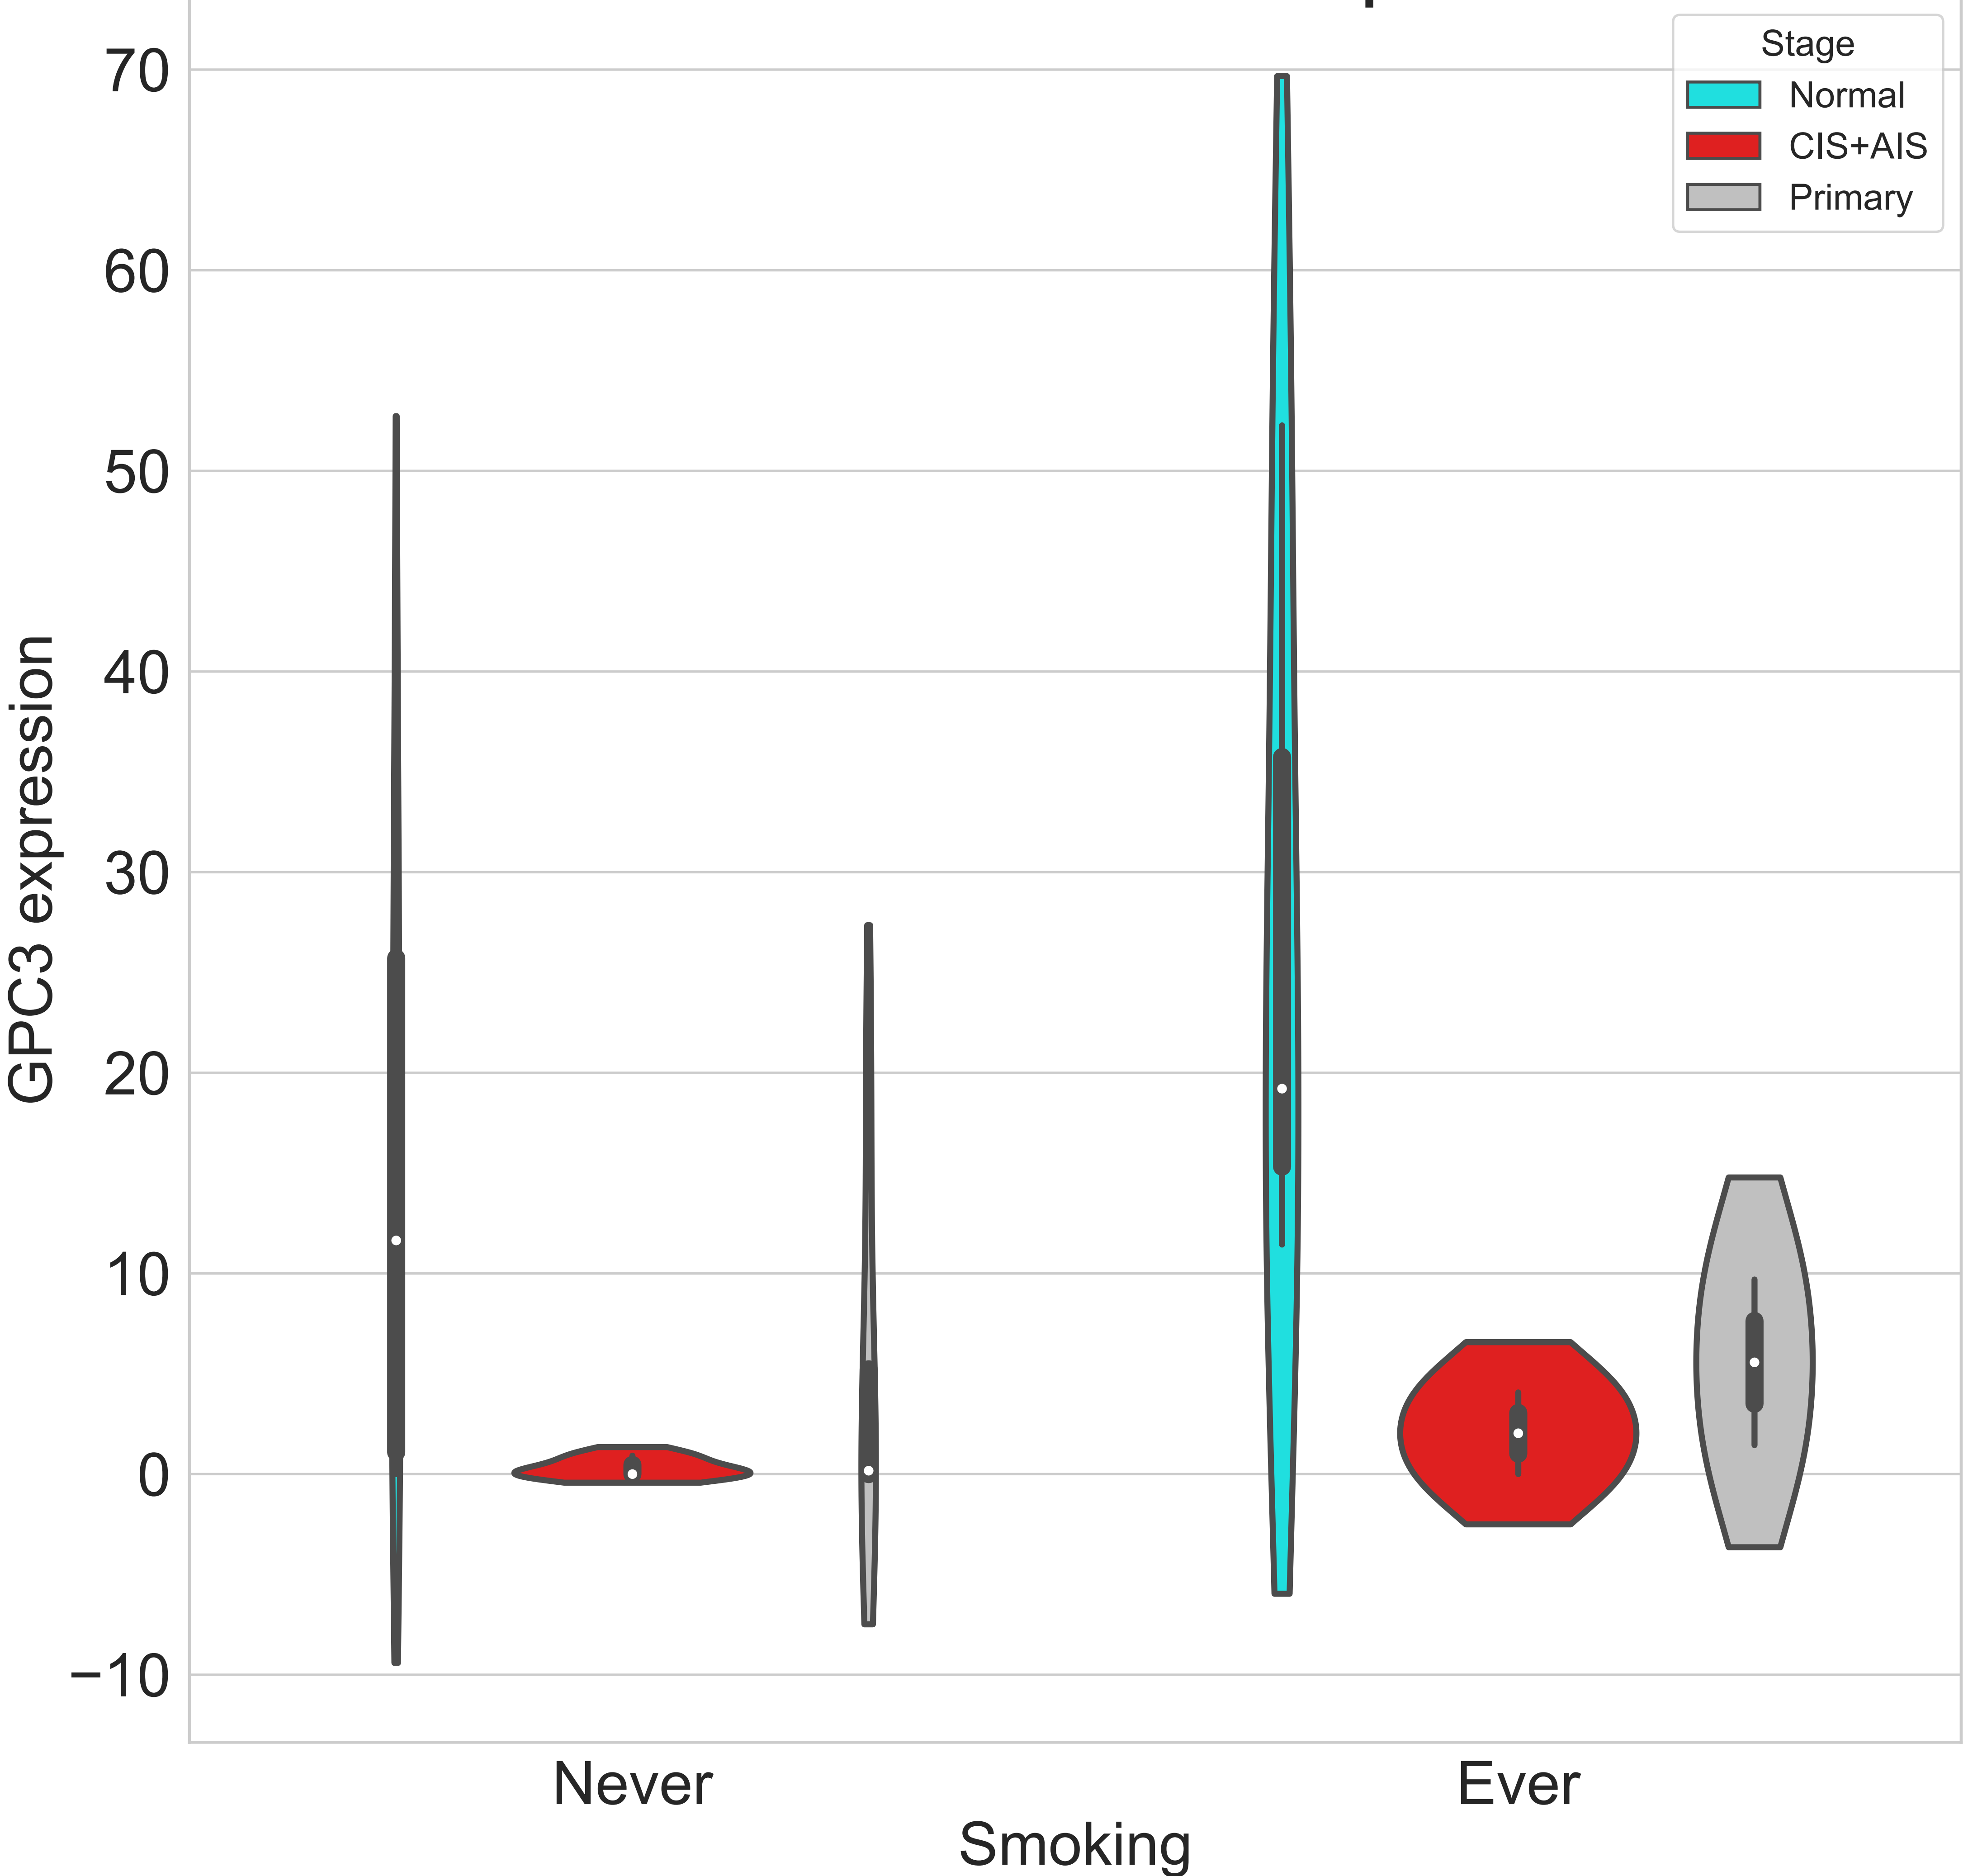 Stage
Normal
CIS+AIS
Primary
GPC3 expression
70
60
50
40
30
20
10
0
−10
Never
Ever
Smoking